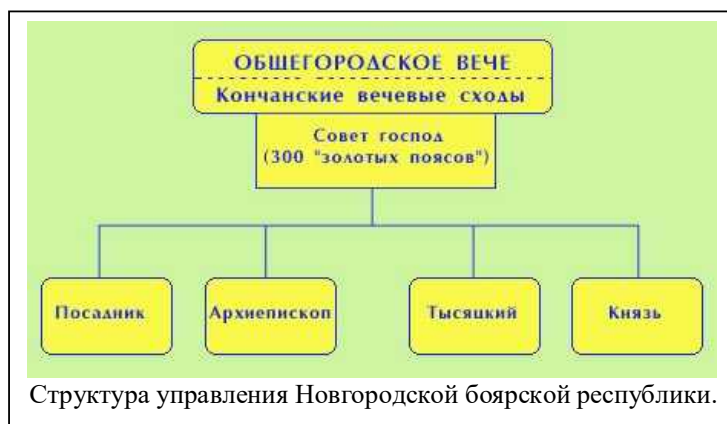 ОБЩЕГОРОДСКОЕ ВЕЧЕ
Кончанские вечевые сходы
Совет господ
(300 "золотых поясов")
Посадник
Архиепископ
Тысяцкий
Князь
Структура управления Новгородской боярской республики.